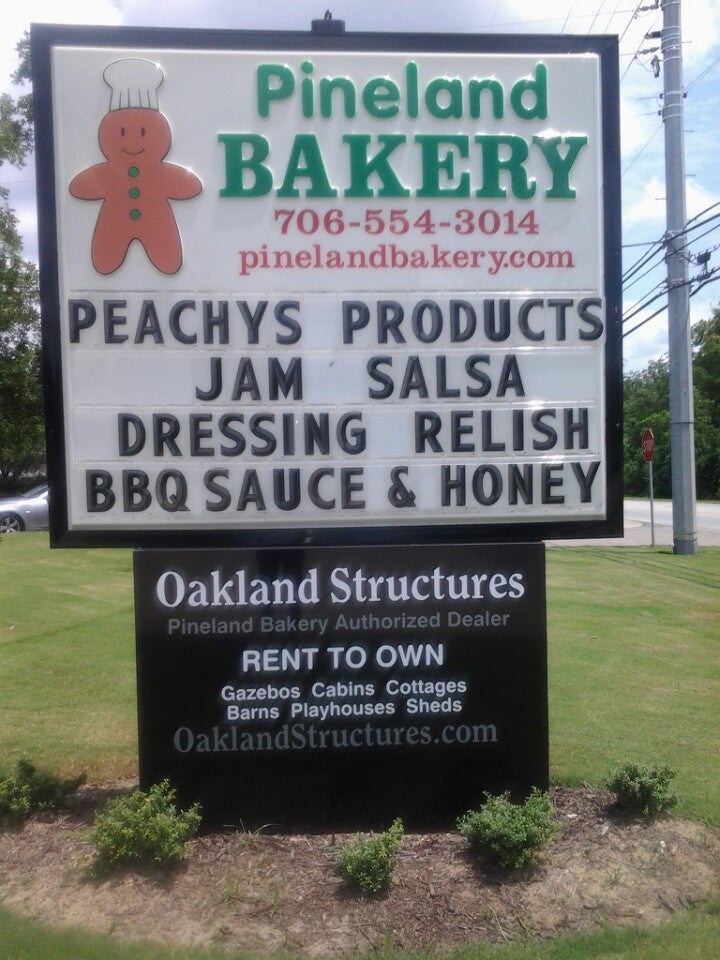 Pineland
BAKERY
706-554-3014
pinelandbakery.com
PEACHYS PRODUCTS
JAM SALSA
DRESSING RELISH
BBQ SAUCE & HONEY
Oakland Structures
Pineland Bakery Authorized Dealer
RENT TO OWN
Gazebos Cabins Cottages
Barns Playhouses Sheds
OaklandStructures.com
STOP